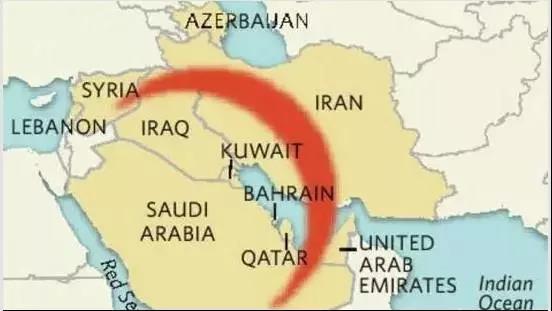 AZERBAIJAN
SYRIA
IRAN
LEBANON
IRAQ
KUWAIT
BAHRAIN
SAUDI
ARABIA
QATAR
UNITED
ARAB
EMIRATES
Red Se
Indian
Ocean